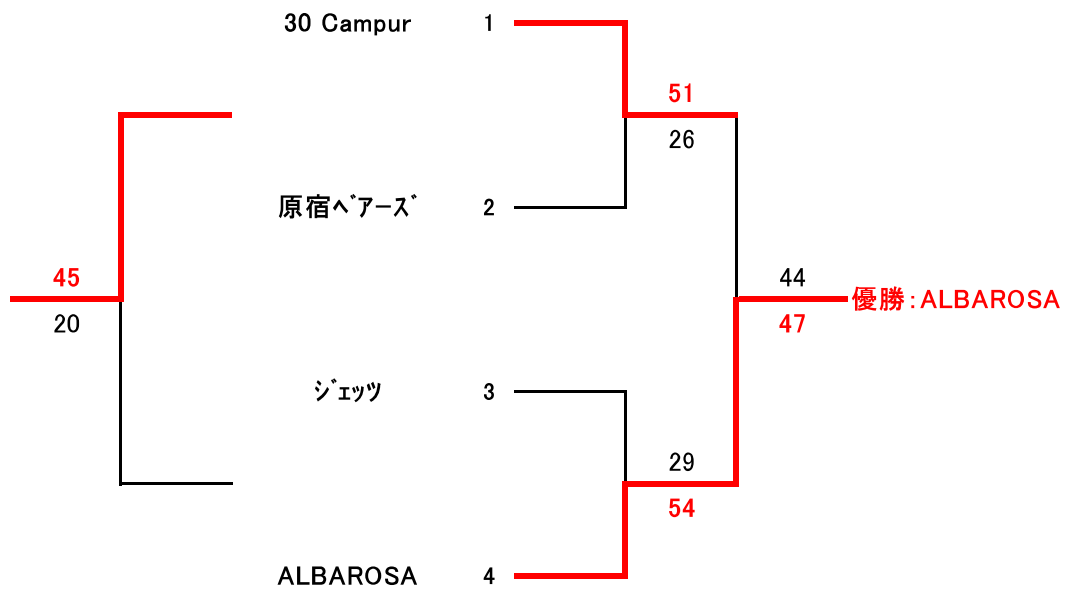 30 Campur 1
51
26
原宿ﾍﾞｱｰｽﾞ 2
45
20
44
47
優勝:ALBAROSA
ｼﾞｪｯﾂ 3
29
54
ALBAROSA 4